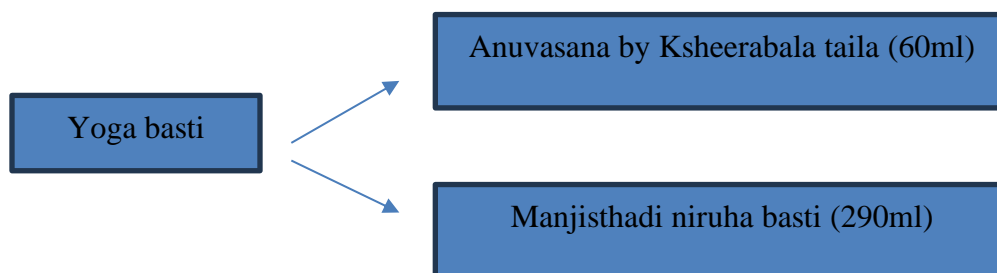 Anuvasana by Ksheerabala taila (60ml)
Yoga basti
Manjisthadi niruha basti (290ml)